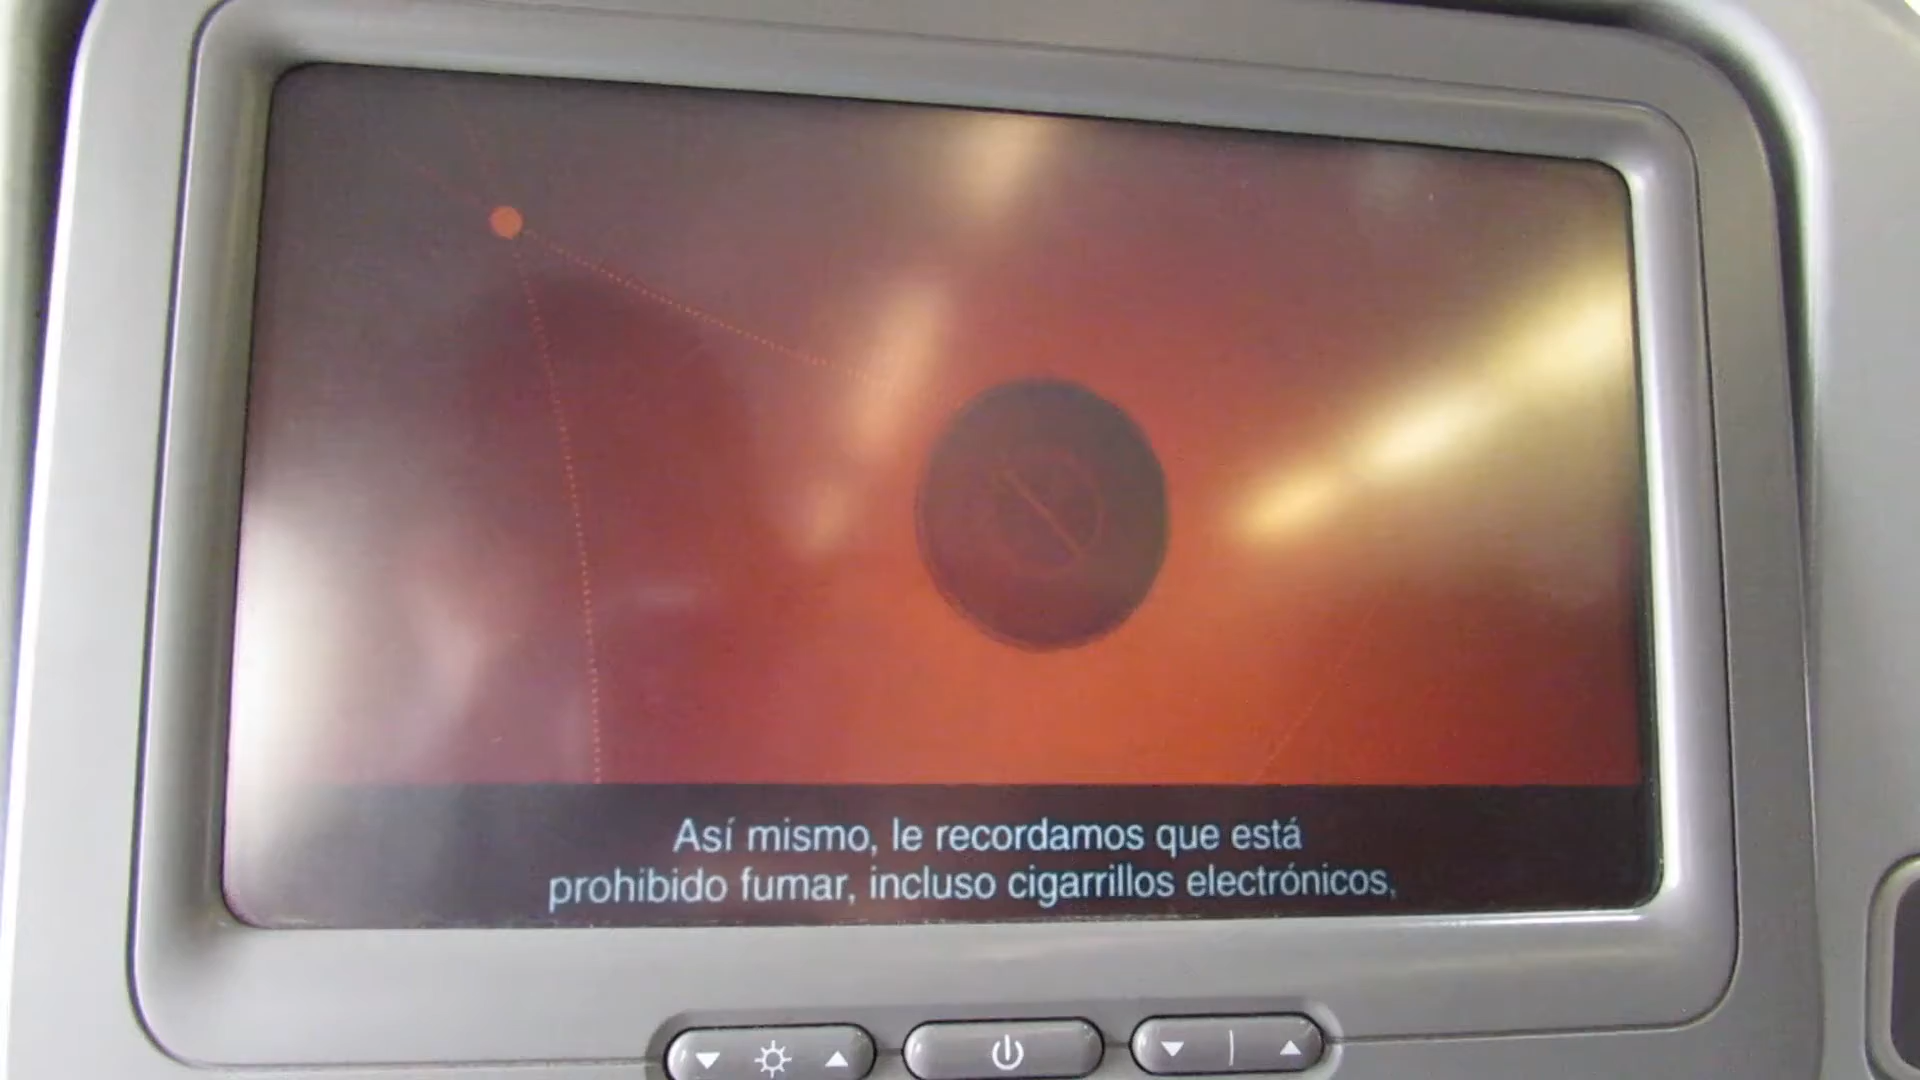 Así mismo, le recordamos que está
prohibido fumar, incluso cigarrillos electrónicos,